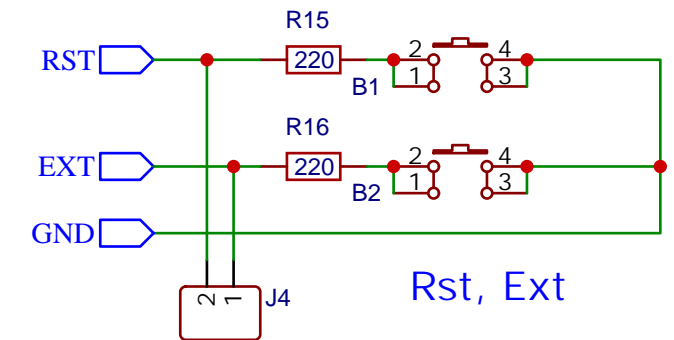 R15
RST 220 2 4
B1 1 3
R16
EXT 220 2 4
B2 1 3
GND
Rst, Ext
2 1 J4